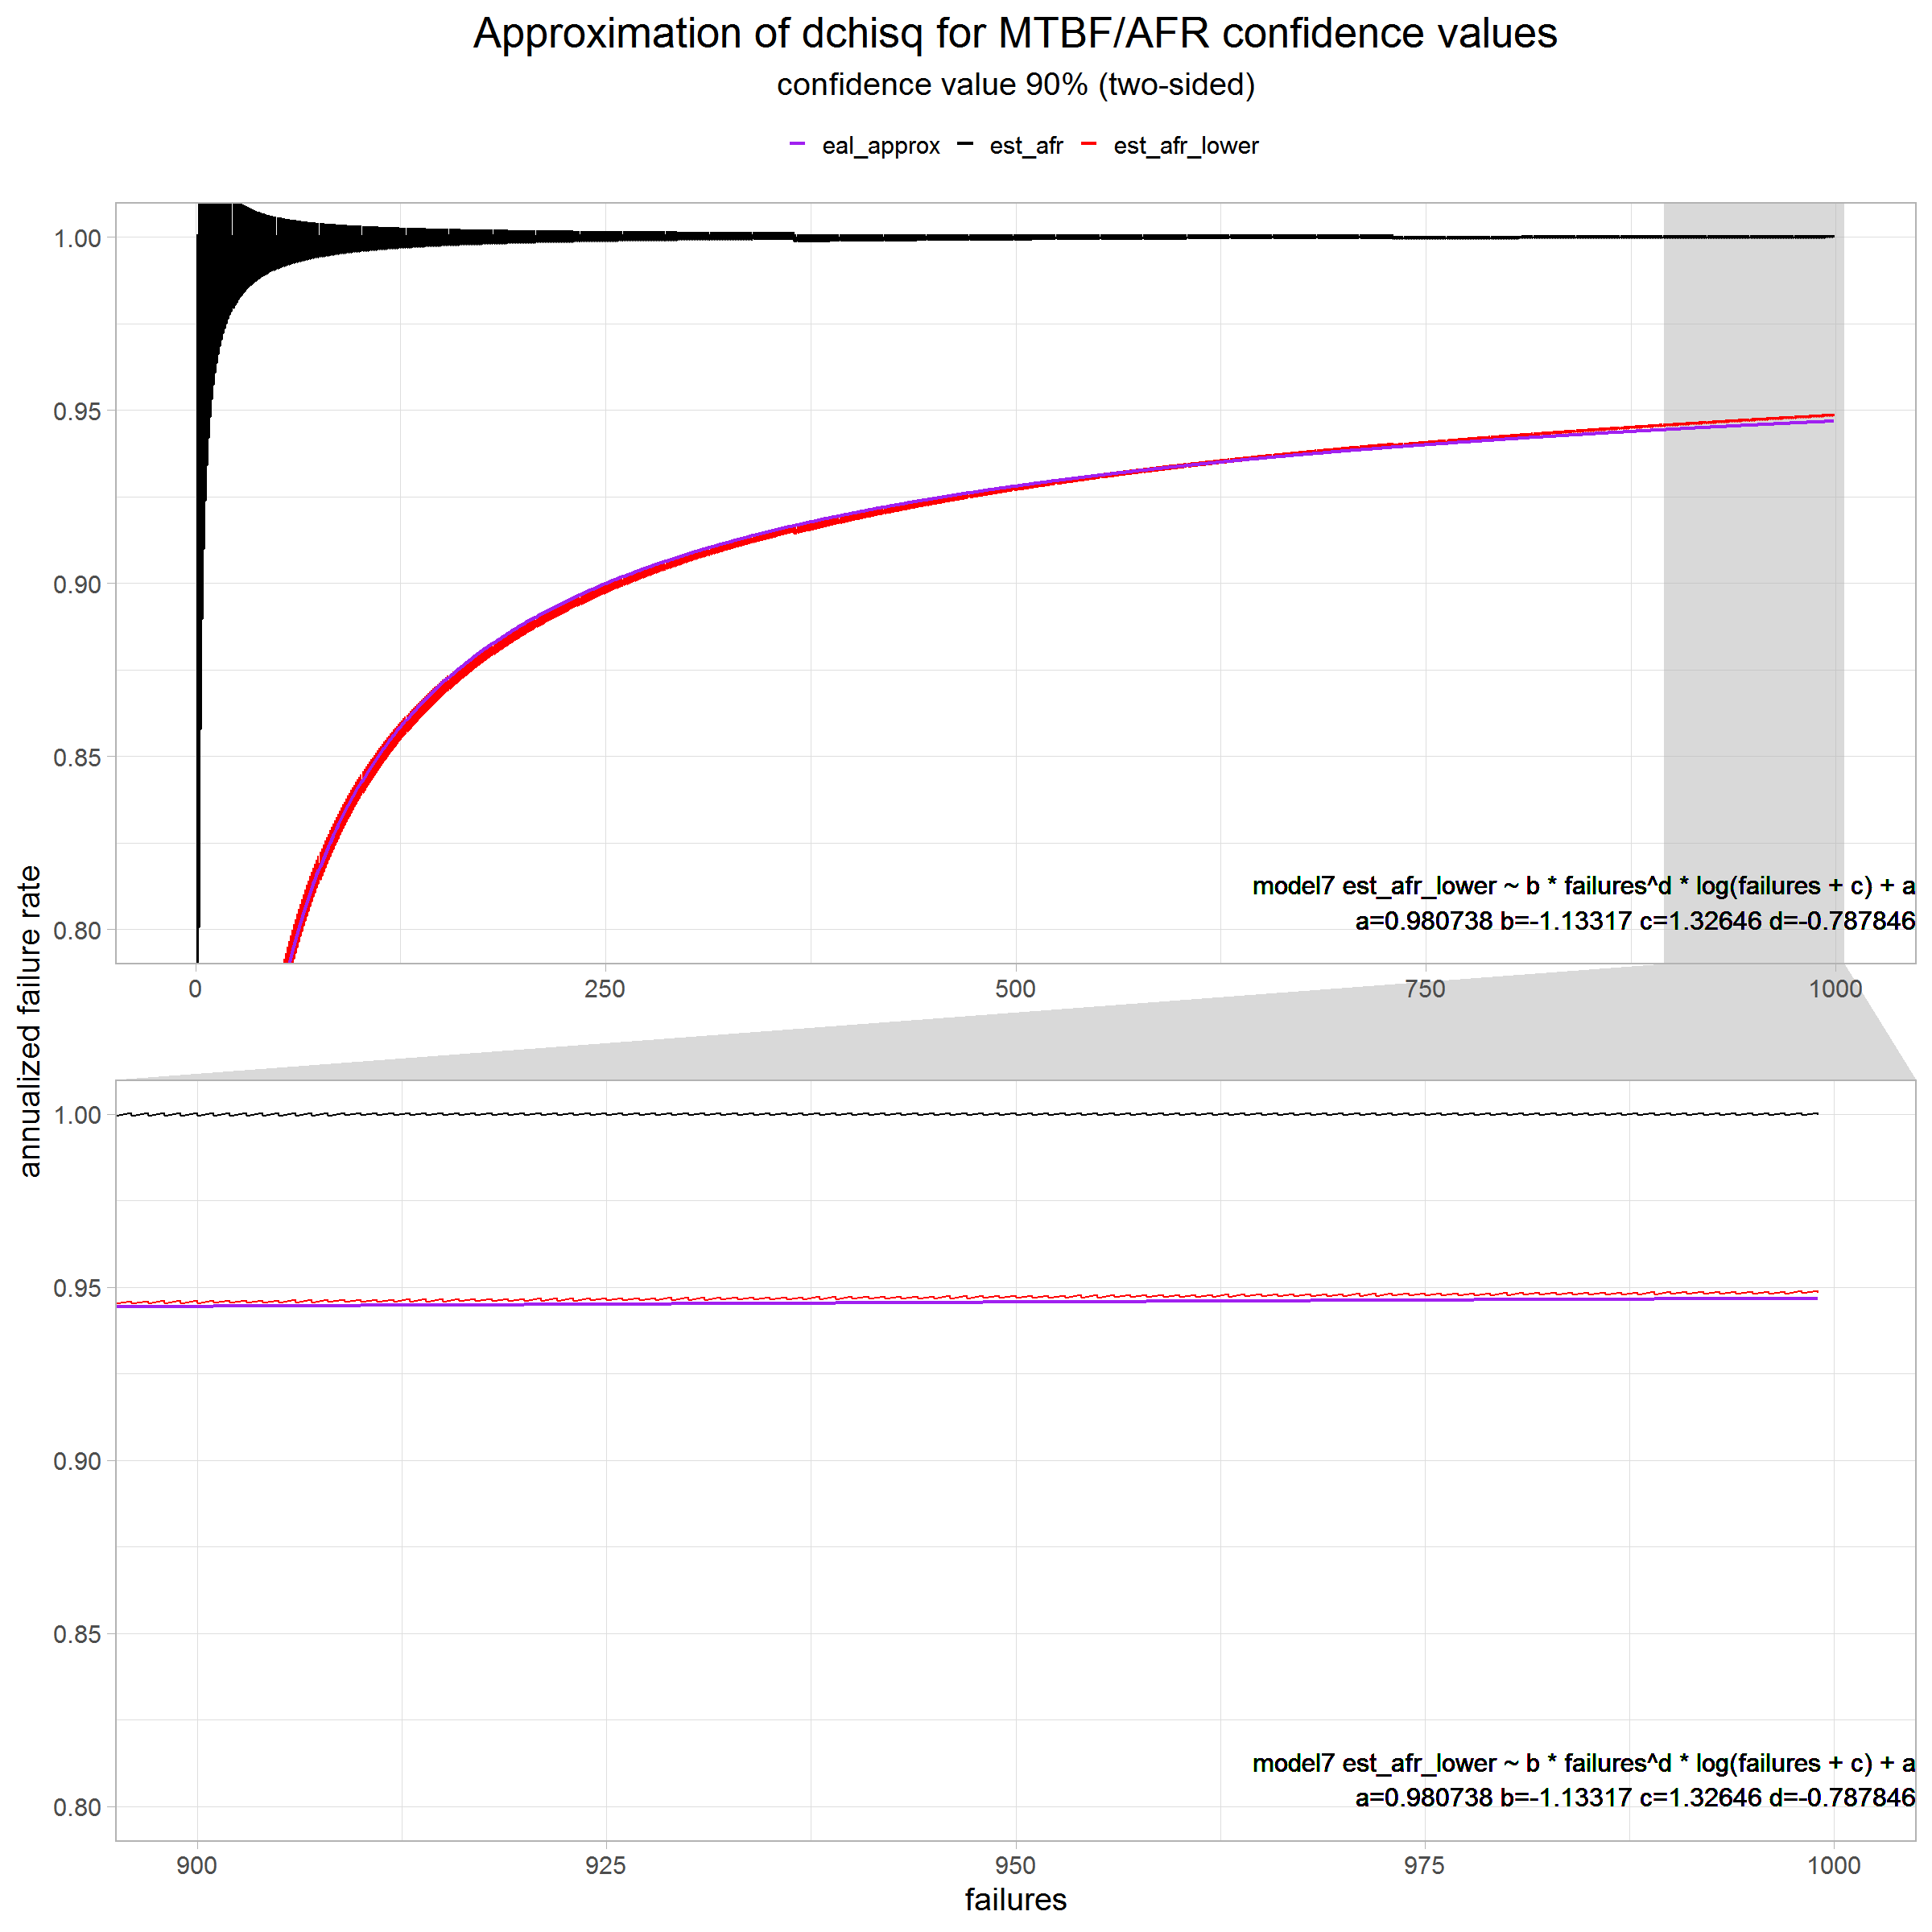 Approximation of dchisq for MTBF/AFR confidence values
confidence value 90% (two-sided)
eal_approx est_afr est_afr_lower
annualized failure rate
1.00
0.95
0.90
0.85
0.80
model7 est_afr_lower ~ b * failures^d * log(failures + c) + a
a=0.980738 b=-1.13317 c=1.32646 d=-0.787846
0 250 500 750 1000
1.00
0.95
0.90
0.85
0.80
model7 est_afr_lower ~ b * failures^d * log(failures + c) + a
a=0.980738 b=-1.13317 c=1.32646 d=-0.787846
900 925 950 975 1000
failures